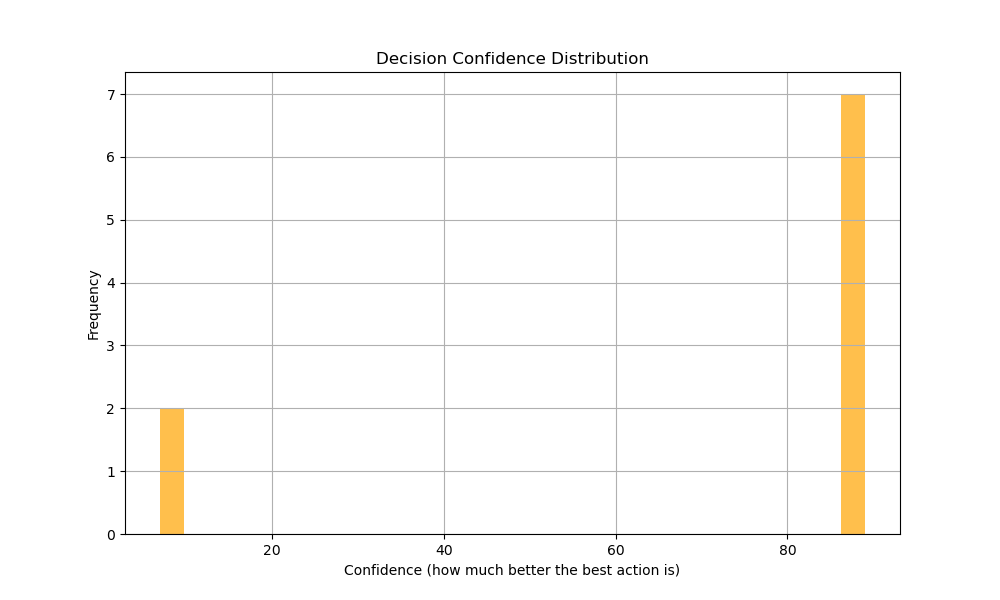 Decision Confidence Distribution
7
6
5
4
3
2
1
0
Frequency
20 40 60 80
Confidence (how much better the best action is)